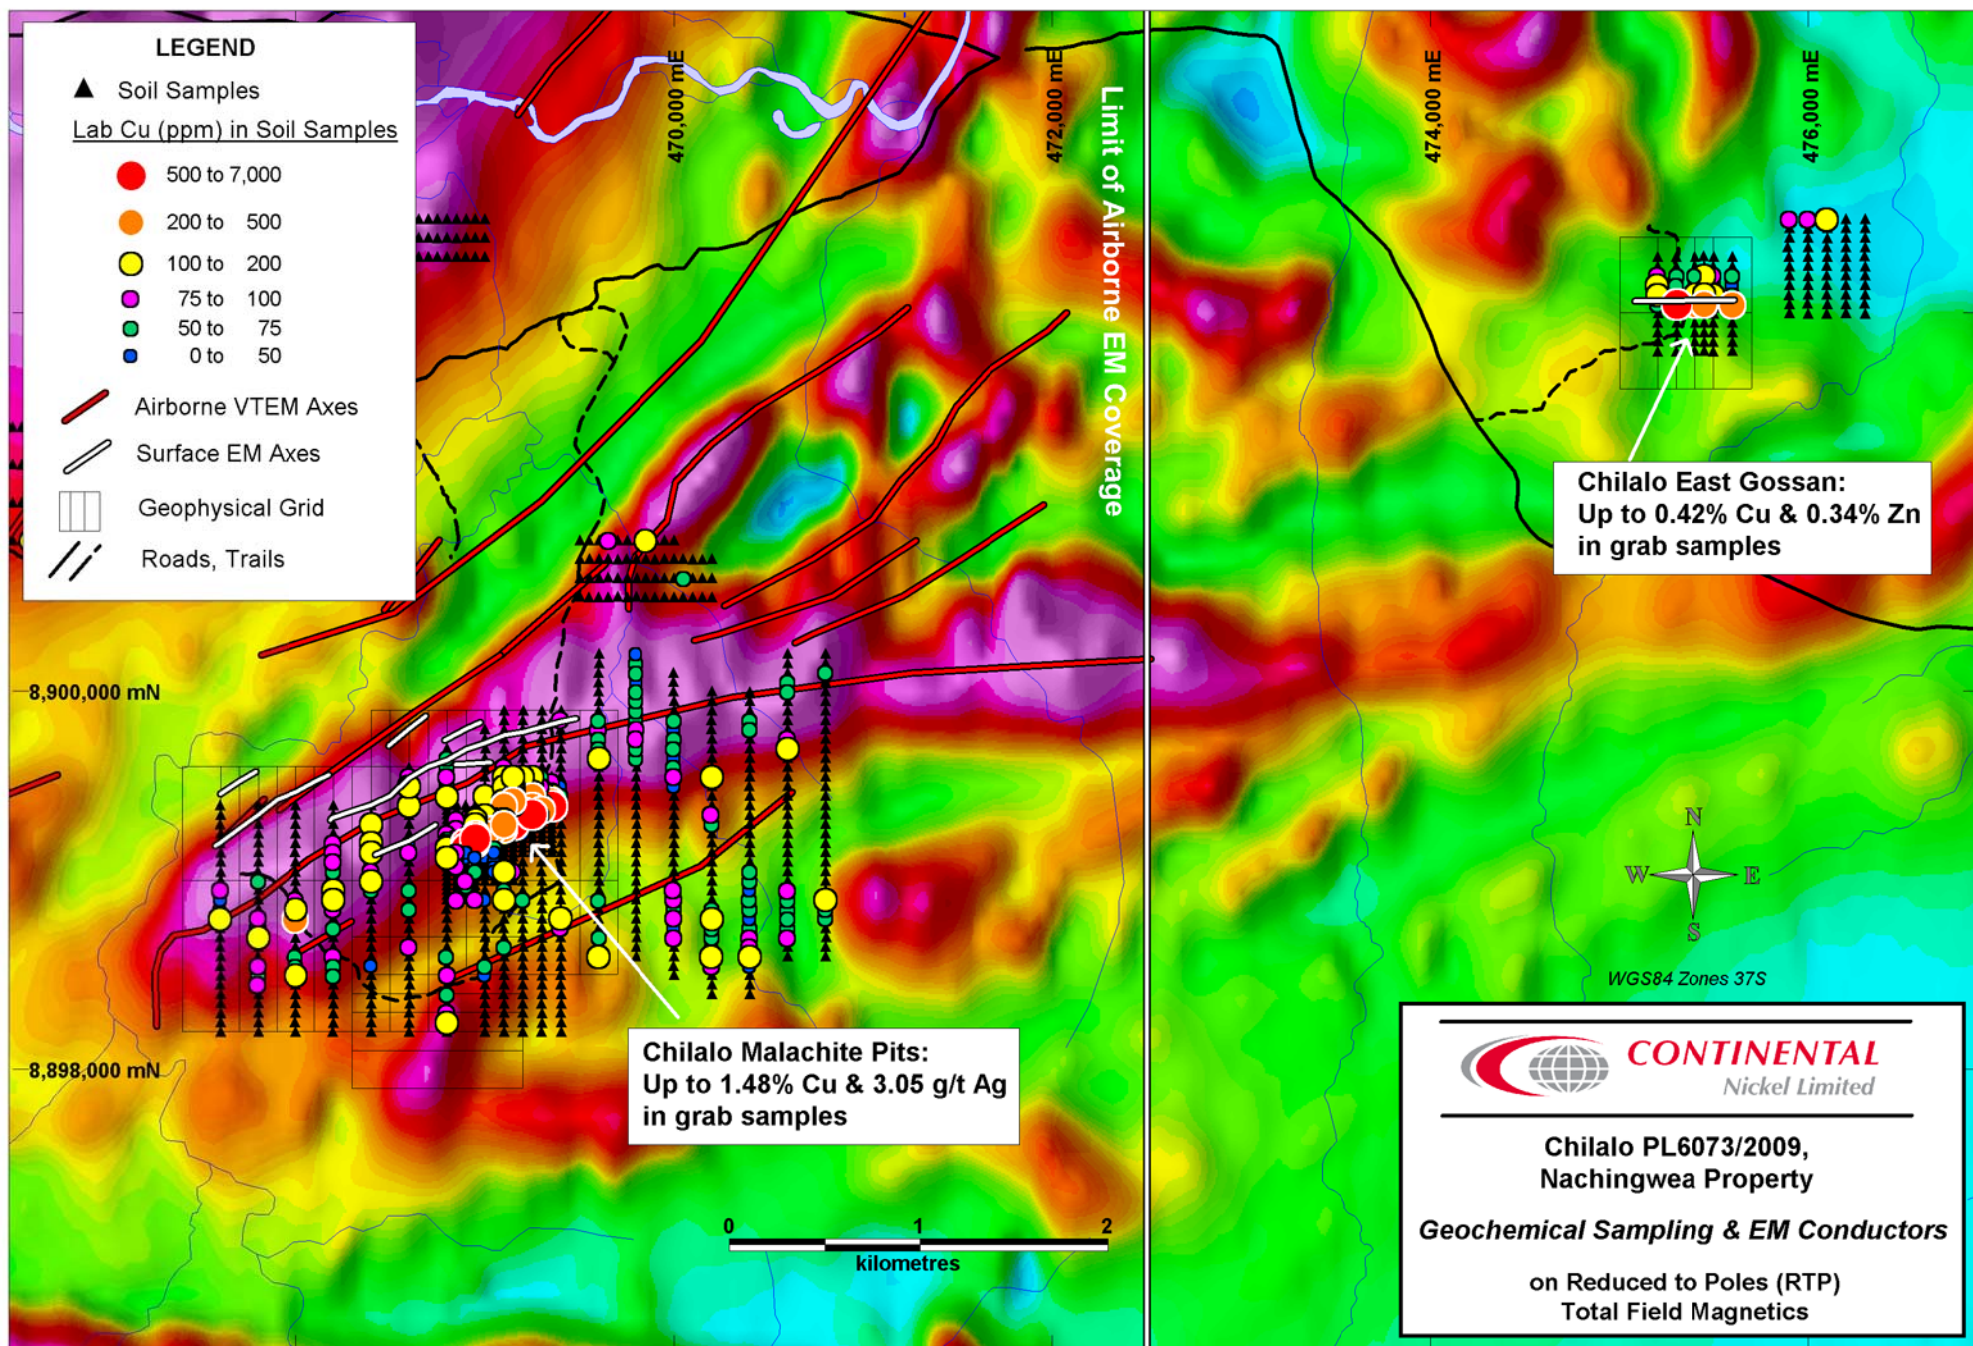 LEGEND
Soil Samples
Lab Cu (ppm) in Soil Samples
500 to 7,000
200 to 500
100 to 200
75 to 100
50 to 75
0 to 50
Airborne VTEM Axes
Surface EM Axes
Geophysical Grid
Roads, Trails
470,000 mE
472,000 mE
474,000 mE
476,000 mE
Limit of Airborne EM Coverage
Chilalo East Gossan:
Up to 0.42% Cu & 0.34% Zn
in grab samples
8,900,000 mN
8,898,000 mN
Chilalo Malachite Pits:
Up to 1.48% Cu & 3.05 g/t Ag
in grab samples
0 1 2
kilometres
N
W E
S
WGS84 Zones 37S
CONTINENTAL
Nickel Limited
Chilalo PL6073/2009,
Nachingwea Property
Geochemical Sampling & EM Conductors
on Reduced to Poles (RTP)
Total Field Magnetics